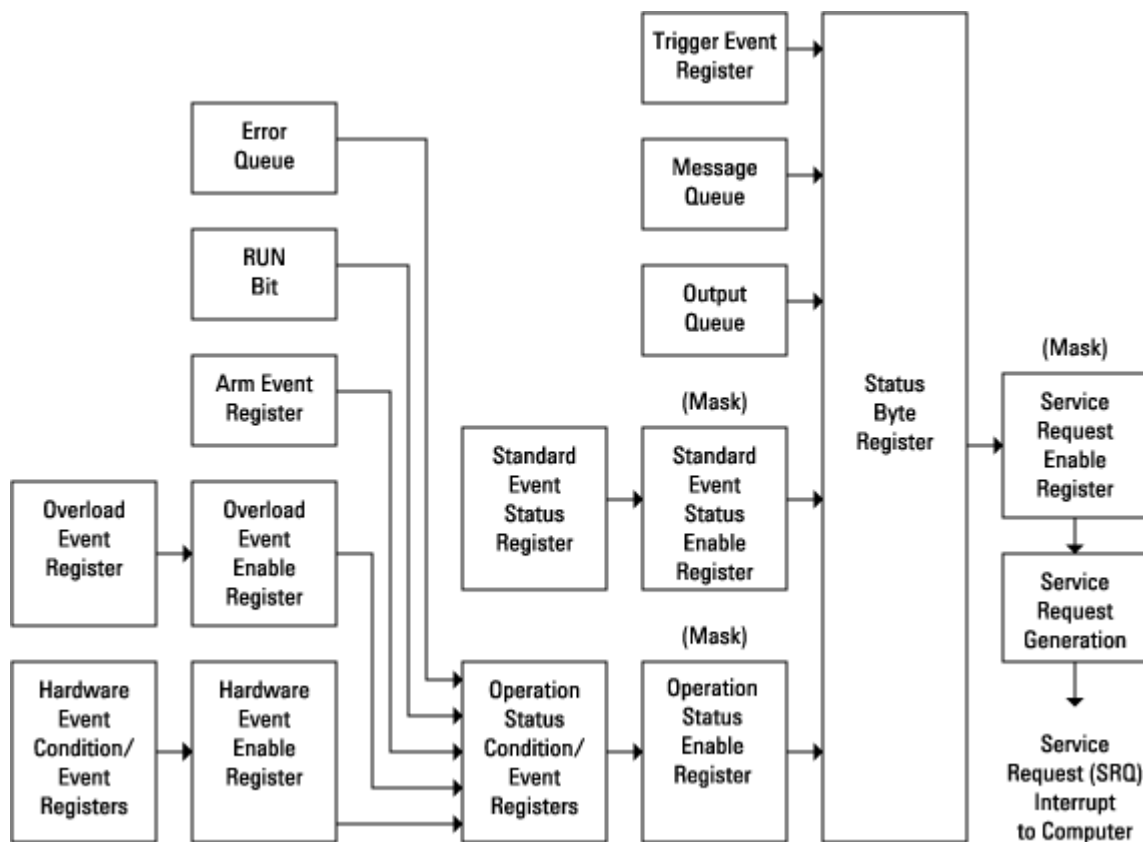 Trigger Event
Register
Error
Queue
Message
Queue
RUN
Bit
Output
Queue
Arm Event
Register
(Mask)
Standard
Event
Status
Register
Standard
Event
Status
Enable
Register
Status
Byte
Register
(Mask)
Service
Request
Enable
Register
Overload
Event
Register
Overload
Event
Enable
Register
Service
Request
Generation
(Mask)
Hardware
Event
Condition/
Event
Registers
Hardware
Event
Enable
Register
Operation
Status
Condition/
Event
Registers
Operation
Status
Enable
Register
Service
Request (SRQ)
Interrupt
to Computer